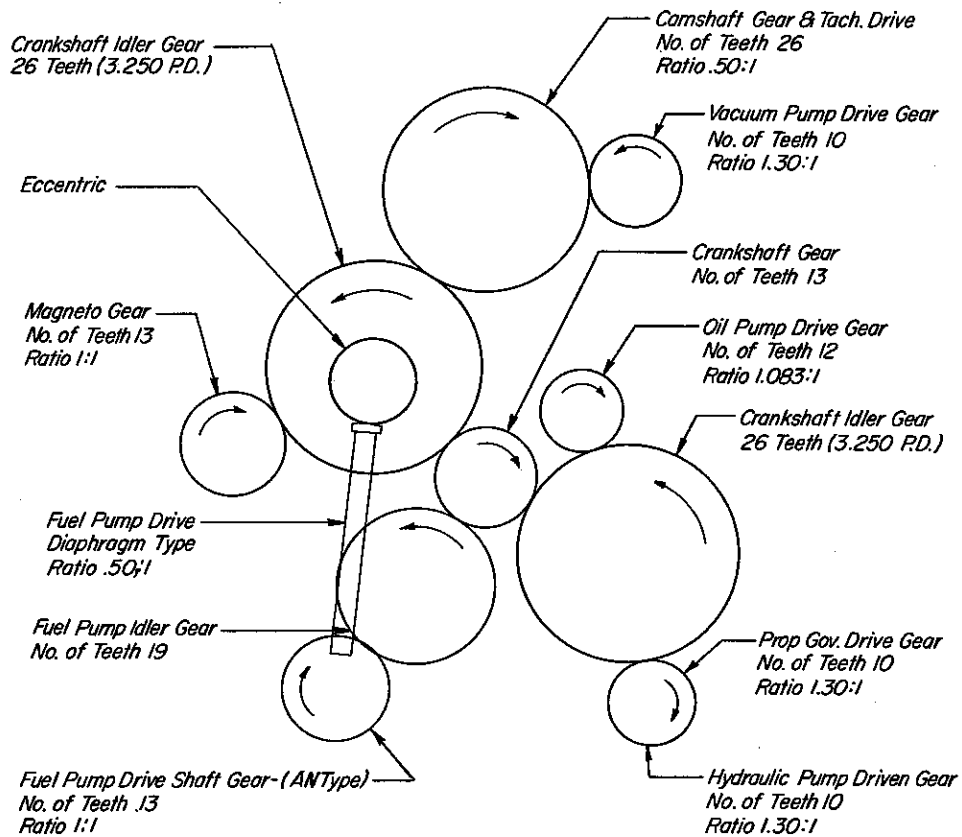 Crankshaft Idler Gear
26 Teeth (3.250 P.D.)
Camshaft Gear & Tach. Drive
No. of Teeth 26
Ratio .50:1
Vacuum Pump Drive Gear
No. of Teeth 10
Ratio 1.30:1
Eccentric
Crankshaft Gear
No. of Teeth 13
Magneto Gear
No. of Teeth 13
Ratio 1:1
Oil Pump Drive Gear
No. of Teeth 12
Ratio 1.083:1
Crankshaft Idler Gear
26 Teeth (3.250 P.D.)
Fuel Pump Drive
Diaphragm Type
Ratio .50:1
Fuel Pump Idler Gear
No. of Teeth 19
Prop Gov. Drive Gear
No. of Teeth 10
Ratio 1.30:1
Fuel Pump Drive Shaft Gear-(AN Type)
No. of Teeth 13
Ratio 1:1
Hydraulic Pump Driven Gear
No. of Teeth 10
Ratio 1.30:1